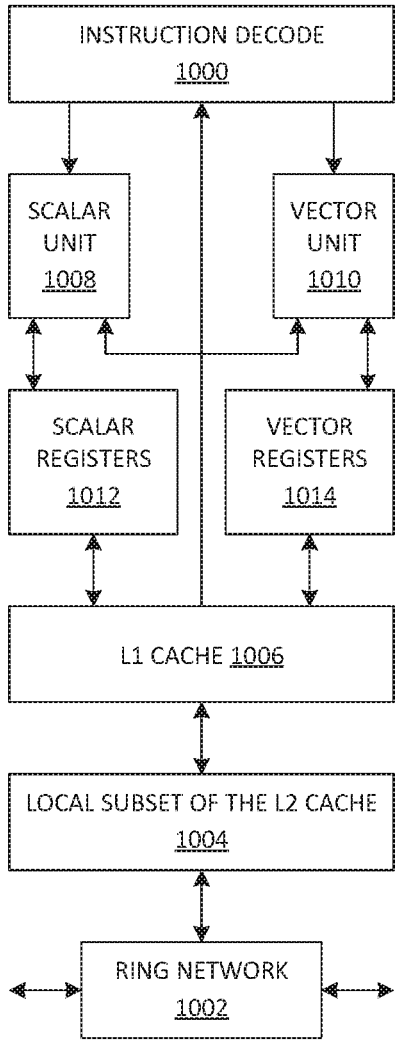 INSTRUCTION DECODE
1000
SCALAR
UNIT
1008
VECTOR
UNIT
1010
SCALAR
REGISTERS
1012
VECTOR
REGISTERS
1014
L1 CACHE 1006
LOCAL SUBSET OF THE L2 CACHE
1004
RING NETWORK
1002